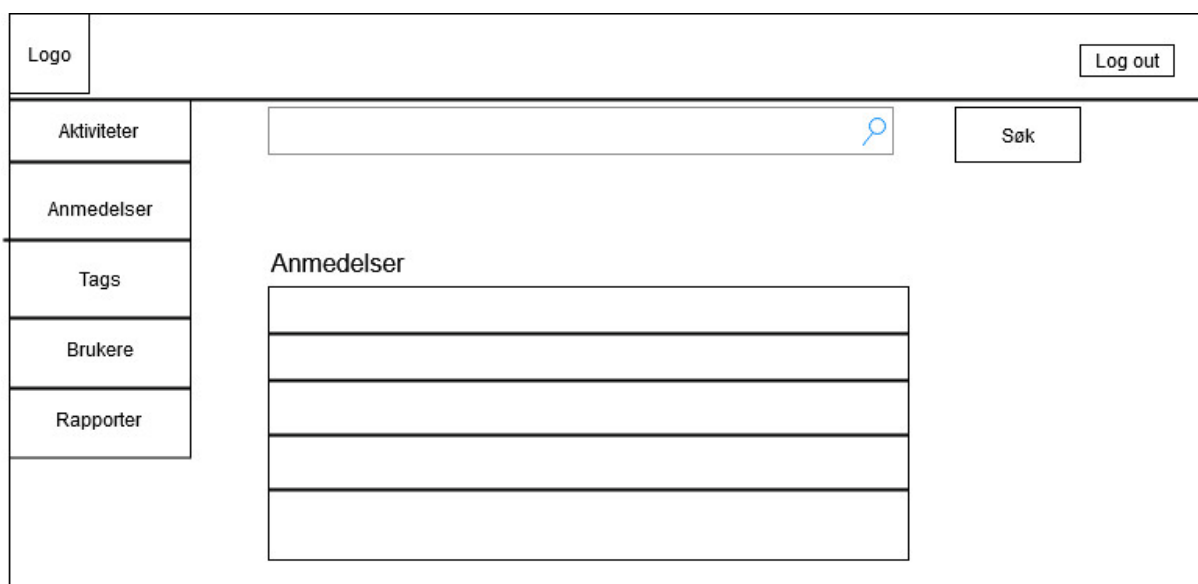 Logo
Log out
Aktiviteter
Søk
Anmedelser
Anmedelser
Tags
Brukere
Rapporter